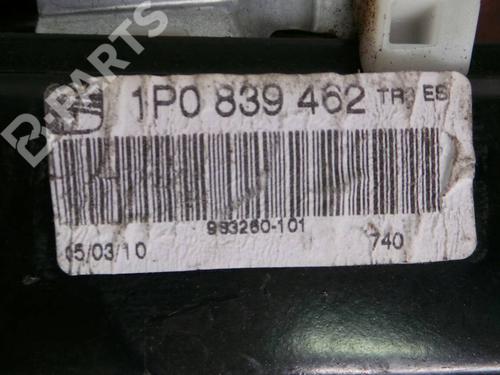 B-PARTS
1P0 839 462 TR ES
993260-101
05/03/10 740